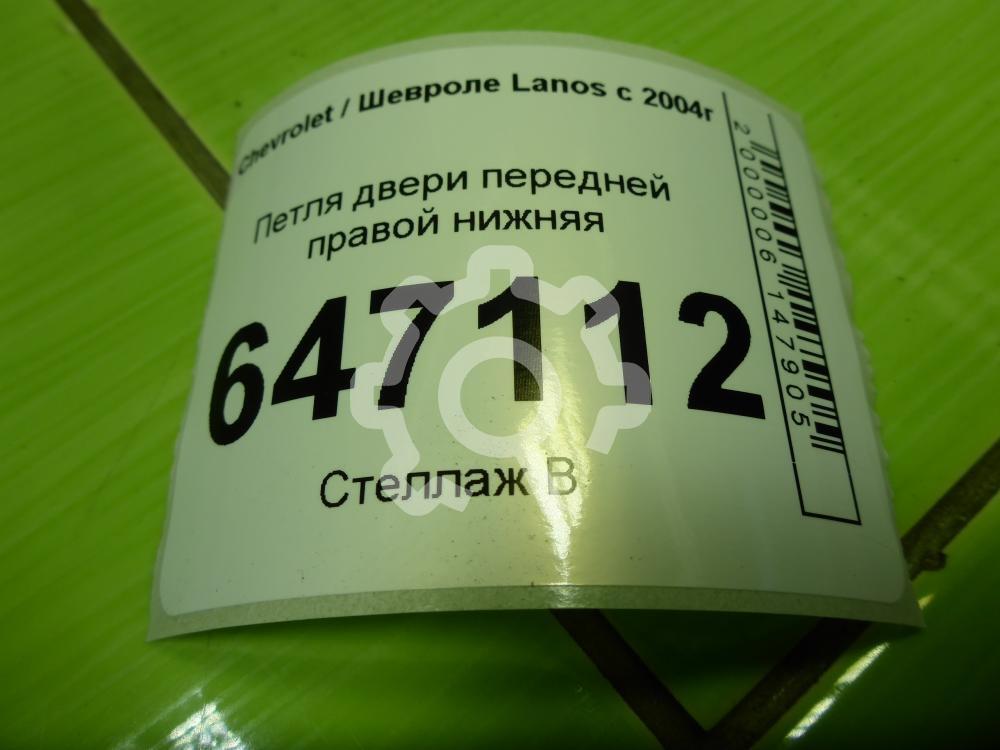 Chevrolet / Шевроле Lanos с 2004г
Петля двери передней
правой нижняя
647112
Стеллаж В
2000006147905